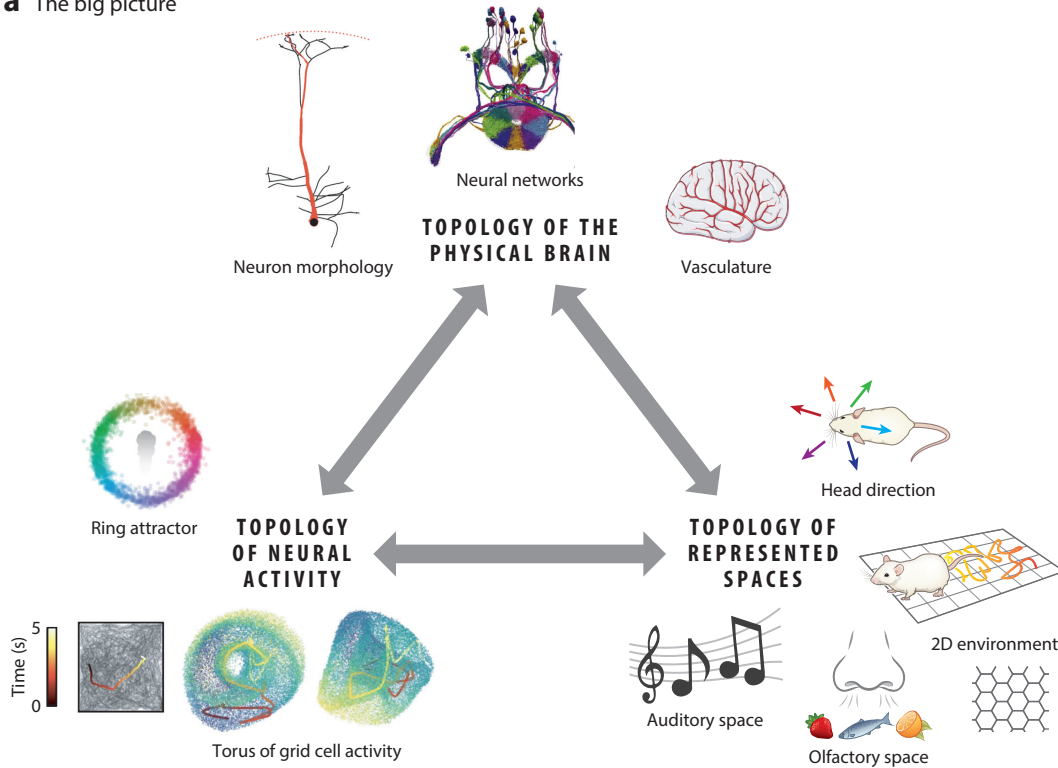 a The big picture
Neural networks
TOPOLOGY OF THE
PHYSICAL BRAIN
Neuron morphology
Vasculature
Head direction
Ring attractor
TOPOLOGY
OF NEURAL
ACTIVITY
TOPOLOGY OF
REPRESENTED
SPACES
5
Time (s)
0
2D environment
Auditory space
Torus of grid cell activity
Olfactory space